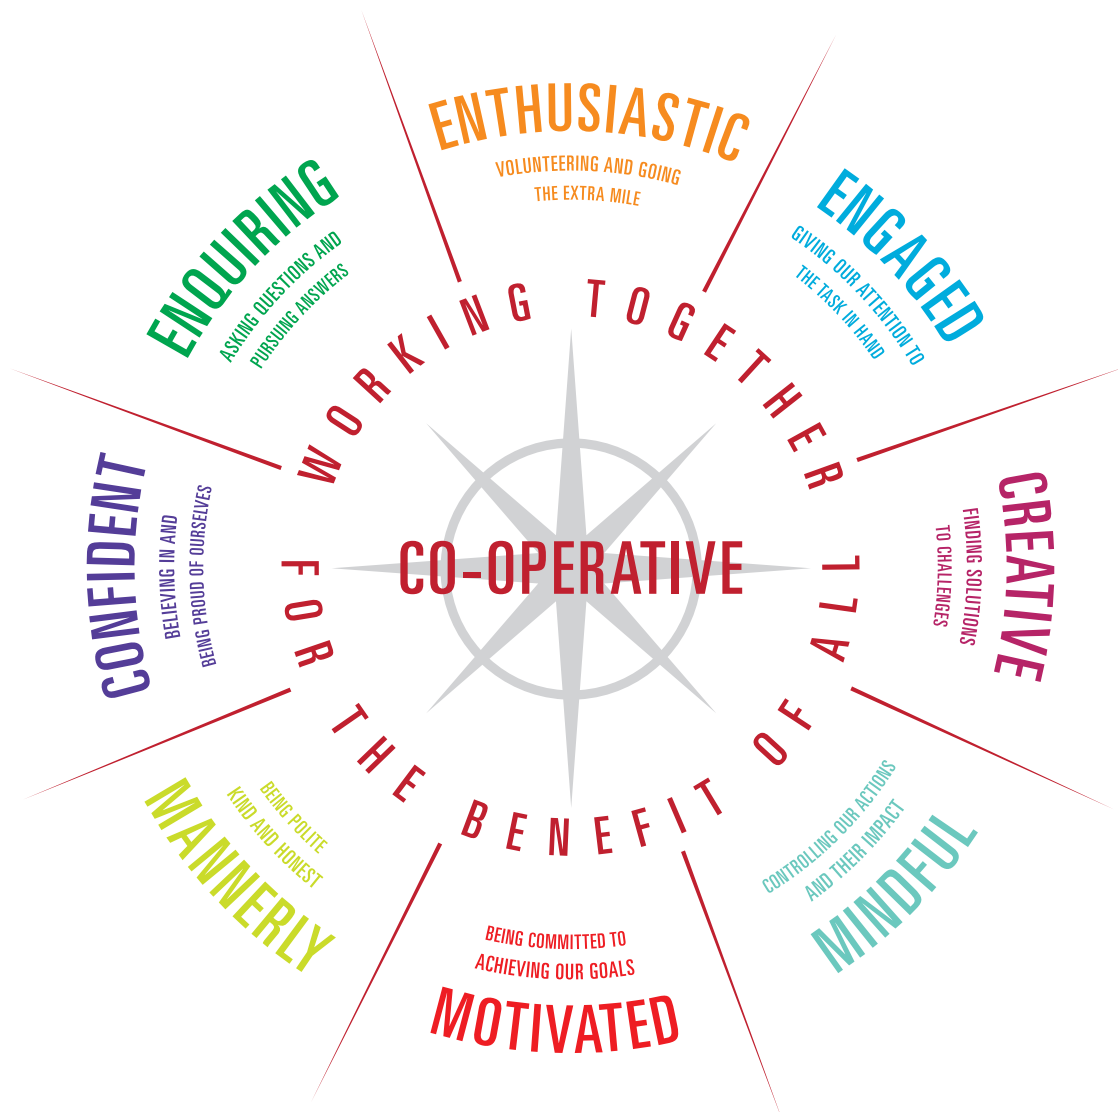 ENTHUSIASTIC
VOLUNTEERING AND GOING
THE EXTRA MILE
ENGAGED
GIVING OUR ATTENTION TO
THE TASK IN HAND
CREATIVE
FINDING SOLUTIONS
TO CHALLENGES
CONTROLLING OUR ACTIONS
AND THEIR IMPACT
MINDFUL
BEING COMMITTED TO
ACHIEVING OUR GOALS
MOTIVATED
BEING POLITE
KIND AND HONEST
MANNERLY
CONFIDENT
BELIEVING IN AND
BEING PROUD OF OURSELVES
ENQUIRING
ASKING QUESTIONS AND
PURSUING ANSWERS
WORKING TOGETHER
FOR THE BENEFIT OF ALL
CO-OPERATIVE